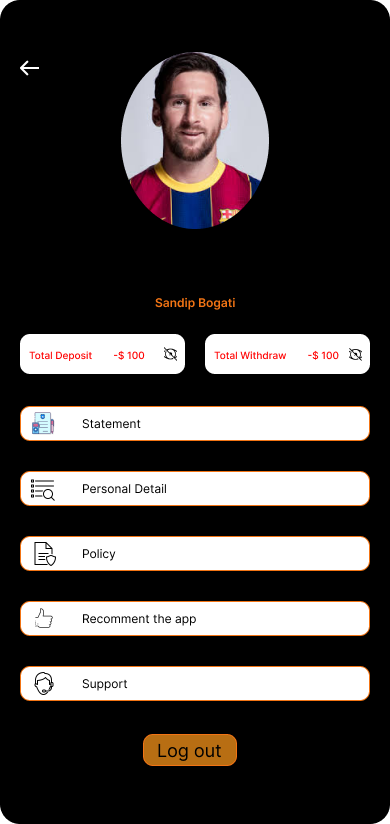 Sandip Bogati
Total Deposit -$ 100 Total Withdraw -$ 100
Statement
Personal Detail
Policy
Recomment the app
Support
Log out